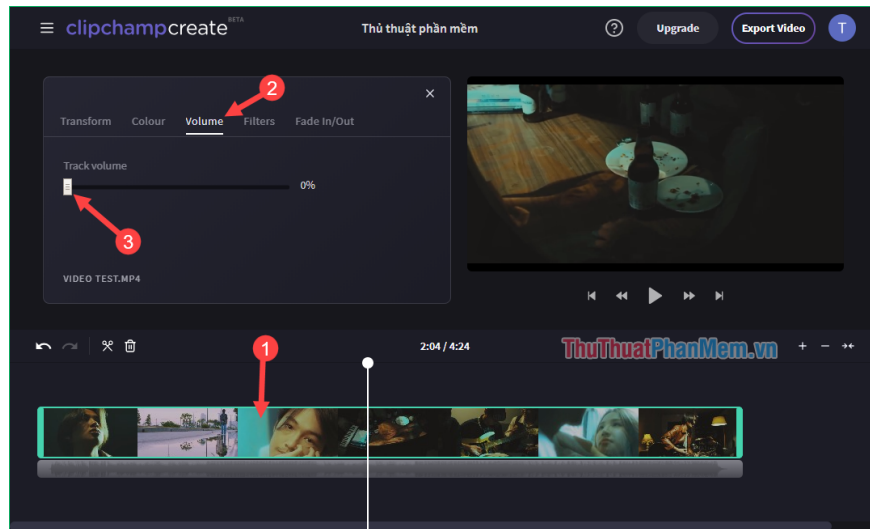 clipchampcreate BETA
Thủ thuật phần mềm
?
Upgrade
Export Video
T
2
Transform Colour Volume Filters Fade In/Out
Track volume
0%
3
VIDEO TEST.MP4
1
2:04 / 4:24
ThuThuatPhanMem.vn